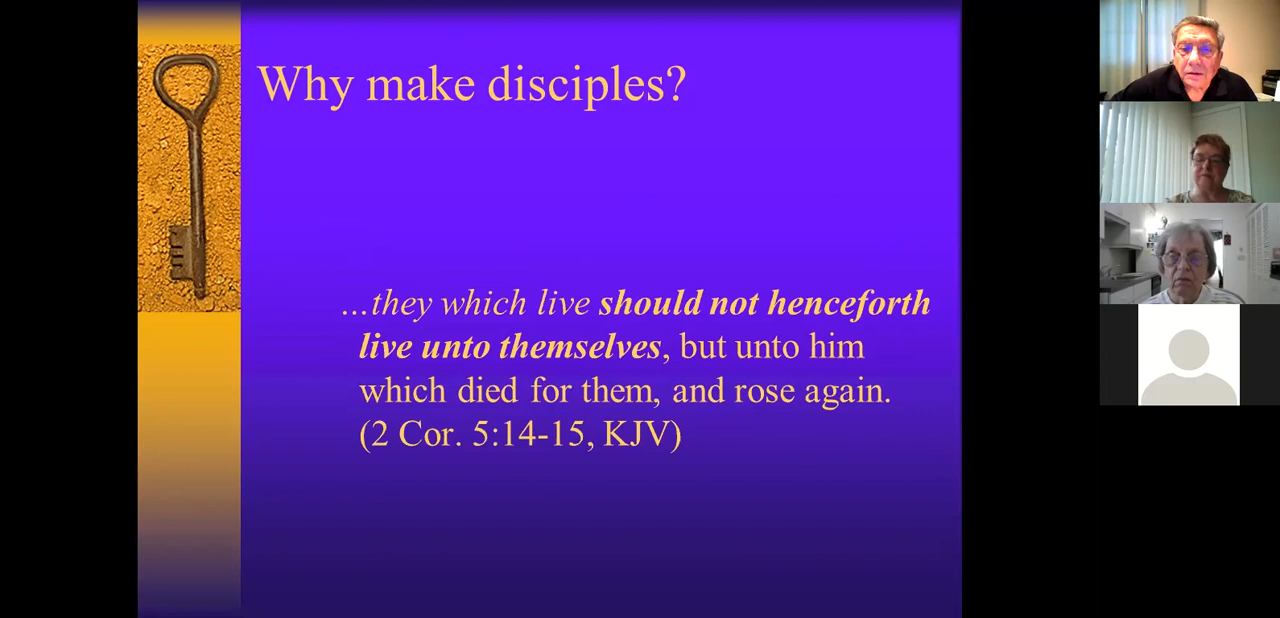 Why make disciples?
…they which live should not henceforth
live unto themselves, but unto him
which died for them, and rose again.
(2 Cor. 5:14-15, KJV)